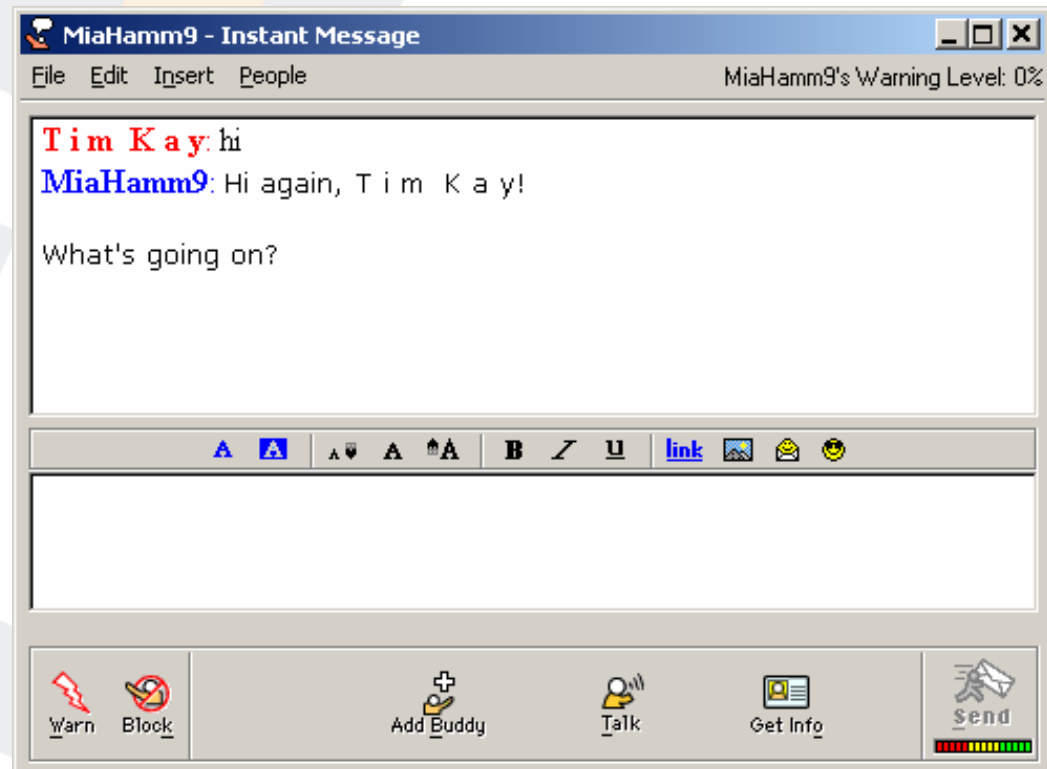 MiaHamm9 - Instant Message
File Edit Insert People MiaHamm9's Warning Level: 0%
T i m  K a y: hi
MiaHamm9: Hi again, T i m  K a y!
What's going on?
A A A A A B I U link
Warn Block Add Buddy Talk Get Info Send